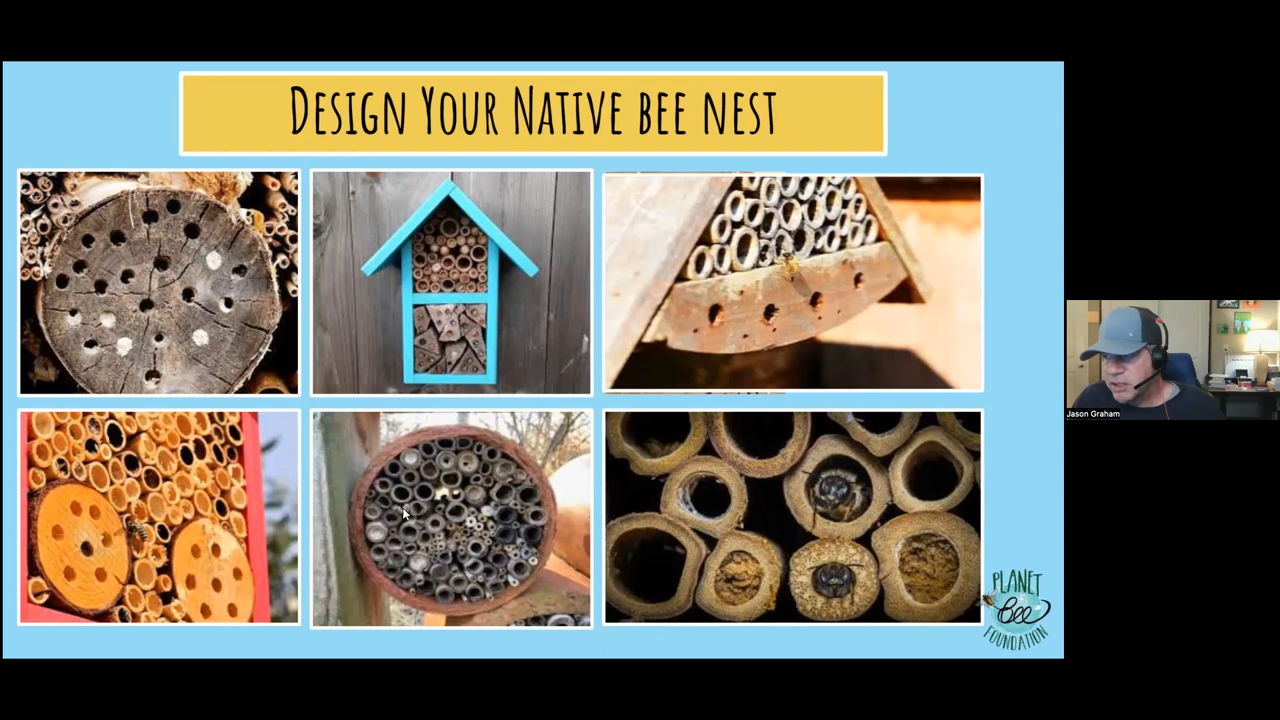 DESIGN YOUR NATIVE BEE NEST
Jason Graham
PLANET
Bee
FOUNDATION